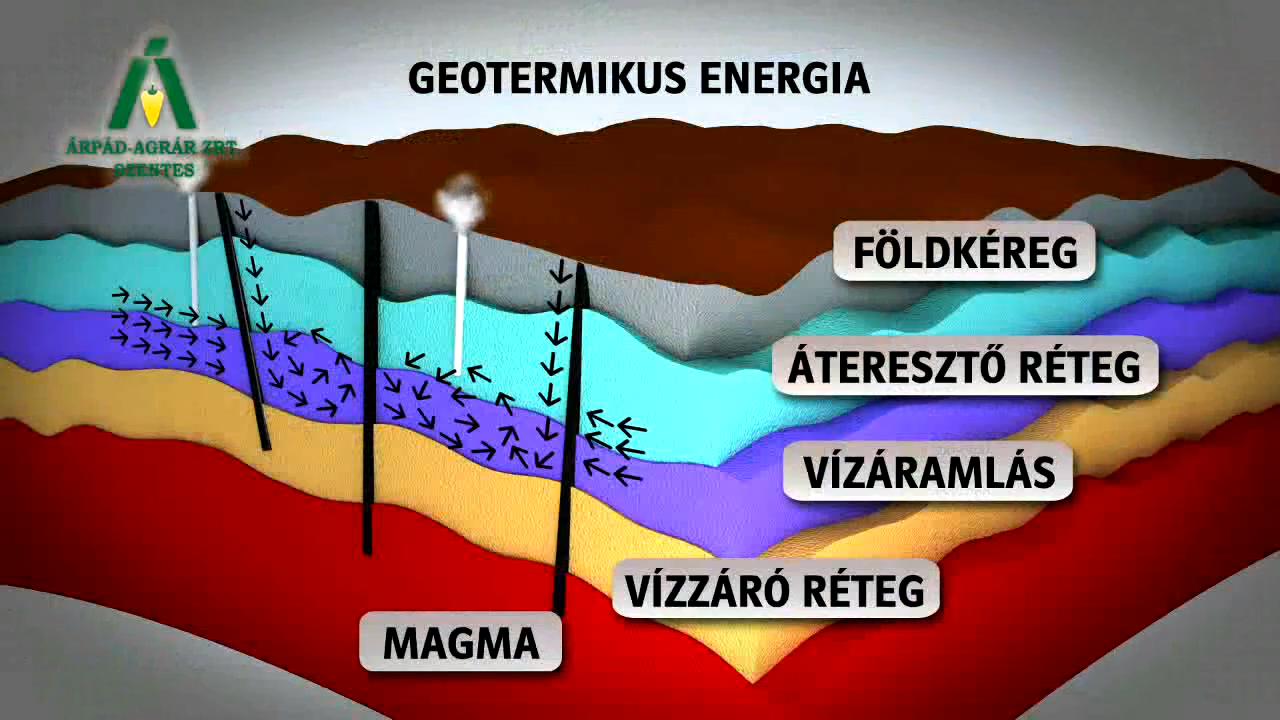 GEOTERMIKUS ENERGIA
ÁRPÁD-AGRÁR ZRT
SZENTES
FÖLDKÉREG
ÁTERESZTŐ RÉTEG
VÍZÁRAMLÁS
VÍZZÁRÓ RÉTEG
MAGMA